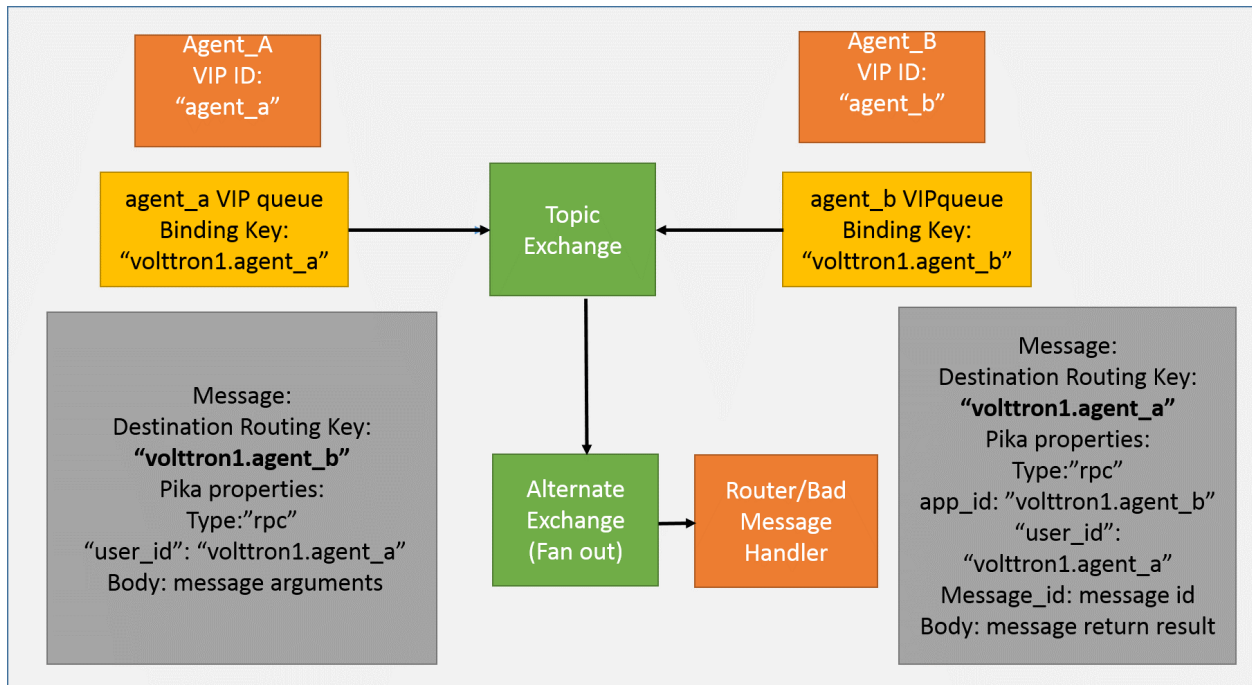 Agent_A
VIP ID:
“agent_a”
Agent_B
VIP ID:
“agent_b”
agent_a VIP queue
Binding Key:
“volttron1.agent_a”
Topic
Exchange
agent_b VIPqueue
Binding Key:
“volttron1.agent_b”
Message:
Destination Routing Key:
“volttron1.agent_b”
Pika properties:
Type:”rpc”
“user_id”: “volttron1.agent_a”
Body: message arguments
Alternate
Exchange
(Fan out)
Router/Bad
Message
Handler
Message:
Destination Routing Key:
“volttron1.agent_a”
Pika properties:
Type:”rpc”
app_id: ”volttron1.agent_b”
“user_id”:
“volttron1.agent_a”
Message_id: message id
Body: message return result